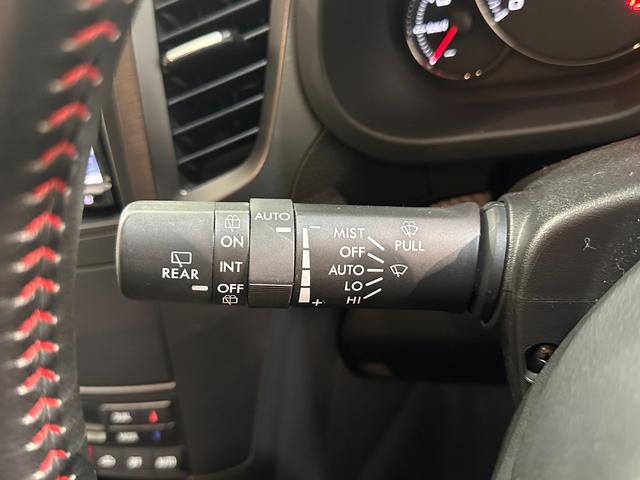 REAR
ON
INT
OFF
AUTO
−
+
MIST
OFF
AUTO
LO
HI
PULL